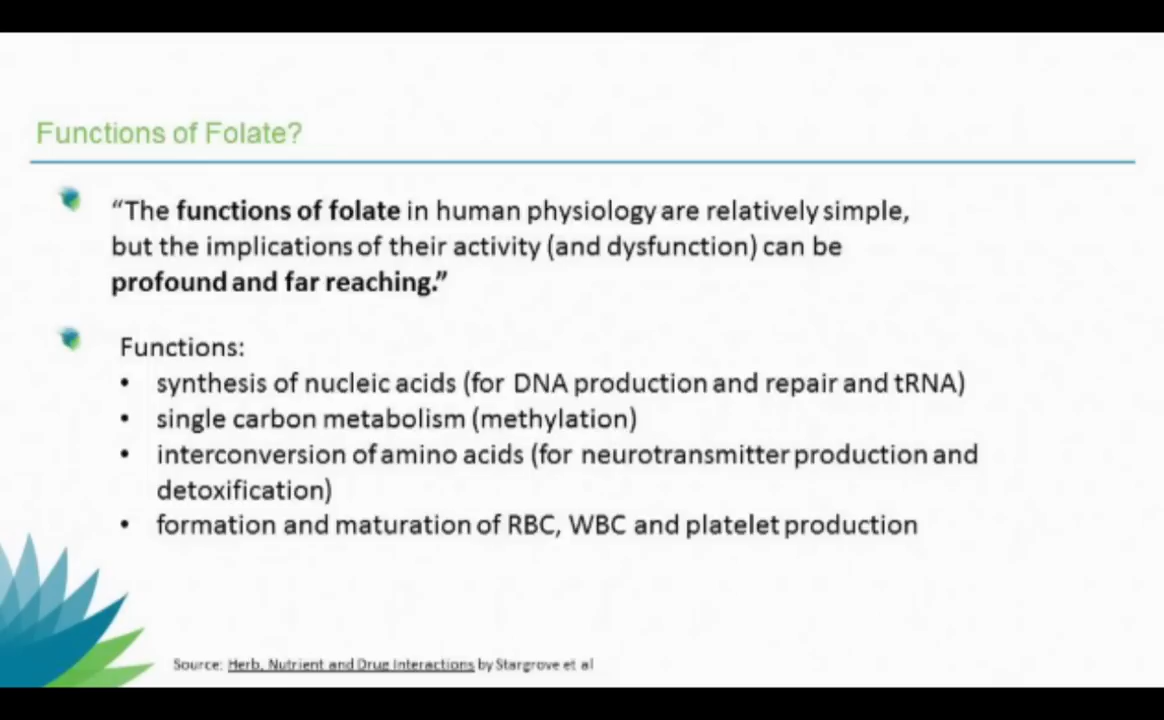 Functions of Folate?
“The functions of folate in human physiology are relatively simple,
but the implications of their activity (and dysfunction) can be
profound and far reaching.”
Functions:
• synthesis of nucleic acids (for DNA production and repair and tRNA)
• single carbon metabolism (methylation)
• interconversion of amino acids (for neurotransmitter production and
detoxification)
• formation and maturation of RBC, WBC and platelet production
Source: Herb, Nutrient and Drug Interactions by Stargrove et al